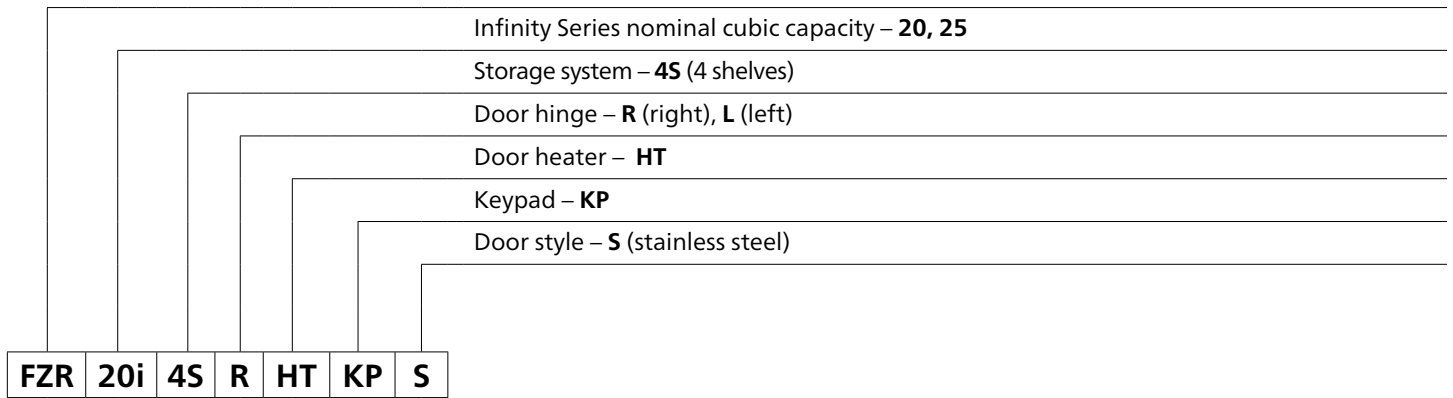 Infinity Series nominal cubic capacity – 20, 25
Storage system – 4S (4 shelves)
Door hinge – R (right), L (left)
Door heater – HT
Keypad – KP
Door style – S (stainless steel)
FZR 20i 4S R HT KP S